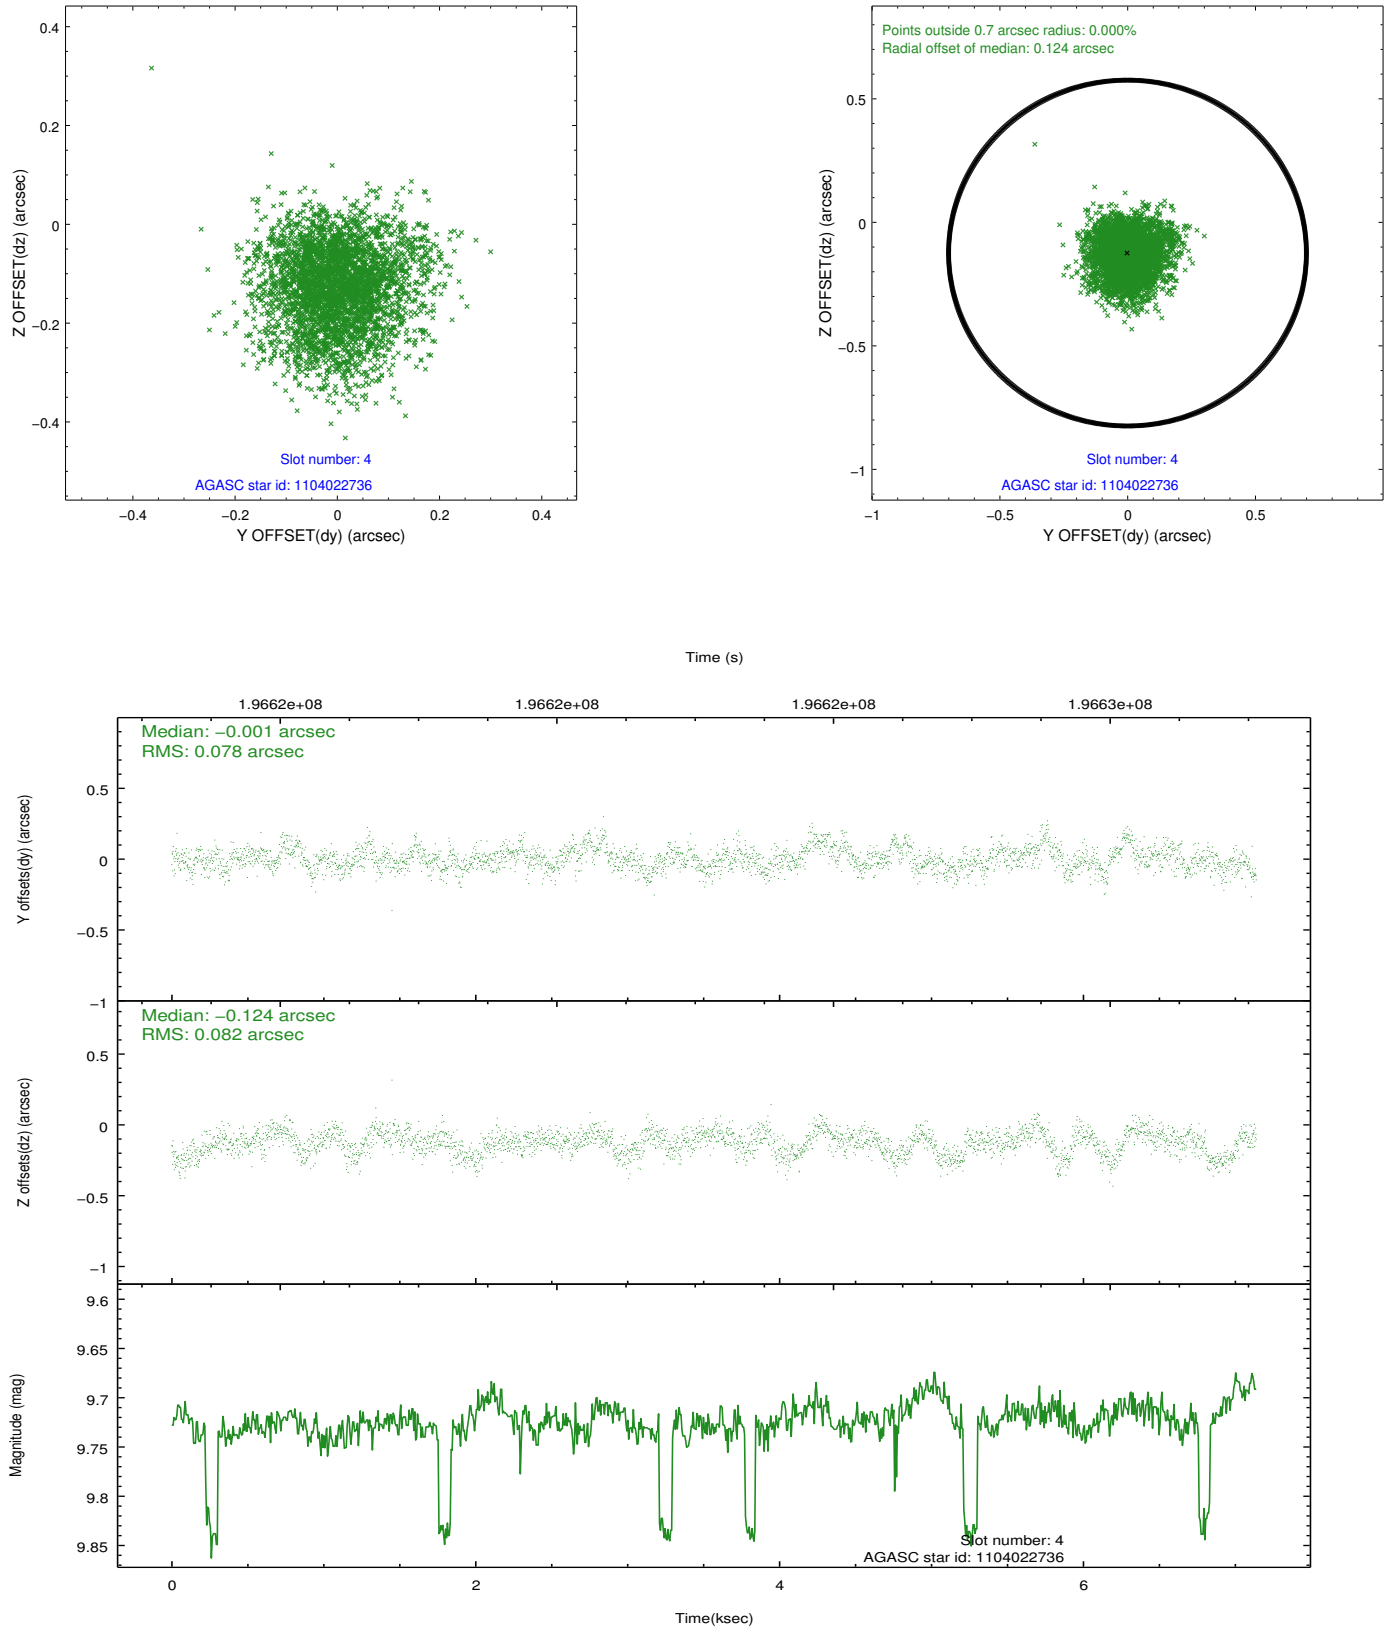 0.4
0.2
0
−0.2
−0.4
Z OFFSET(dz) (arcsec)
Slot number: 4
AGASC star id: 1104022736
−0.4 −0.2 0 0.2 0.4
Y OFFSET(dy) (arcsec)
Points outside 0.7 arcsec radius: 0.000%
Radial offset of median: 0.124 arcsec
0.5
0
−0.5
−1
Z OFFSET(dz) (arcsec)
Slot number: 4
AGASC star id: 1104022736
−1 −0.5 0 0.5
Y OFFSET(dy) (arcsec)
Time (s)
1.9662e+08 1.9662e+08 1.9662e+08 1.9663e+08
Median: −0.001 arcsec
RMS: 0.078 arcsec
0.5
0
−0.5
−1
Y offsets(dy) (arcsec)
Median: −0.124 arcsec
RMS: 0.082 arcsec
0.5
0
−0.5
−1
Z offsets(dz) (arcsec)
9.6
9.65
9.7
9.75
9.8
9.85
Magnitude (mag)
Slot number: 4
AGASC star id: 1104022736
0 2 4 6
Time(ksec)